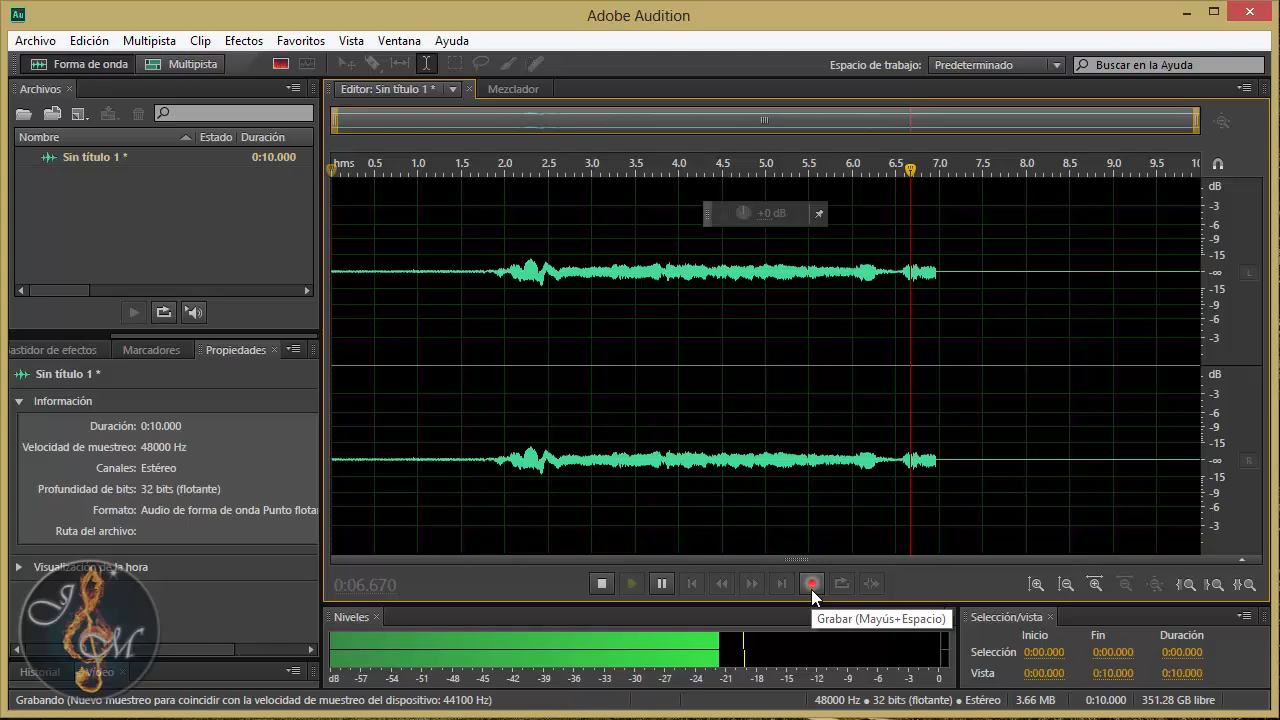 Au Adobe Audition
Archivo Edición Multipista Clip Efectos Favoritos Vista Ventana Ayuda
Forma de onda Multipista Espacio de trabajo: Predeterminado Buscar en la Ayuda
Archivos × Editor: Sin título 1 * × Mezclador
Nombre Estado Duración
Sin título 1 * 0:10.000
hms 0.5 1.0 1.5 2.0 2.5 3.0 3.5 4.0 4.5 5.0 5.5 6.0 6.5 7.0 7.5 8.0 8.5 9.0 9.5
+0 dB
dB
-3
-6
-9
-15
-∞ L
-15
-9
-6
-3
dB
-3
-6
-9
-15
-∞ R
-15
-9
-6
-3
astidor de efectos Marcadores Propiedades ×
Sin título 1 *
Información
Duración: 0:10.000
Velocidad de muestreo: 48000 Hz
Canales: Estéreo
Profundidad de bits: 32 bits (flotante)
Formato: Audio de forma de onda Punto flota
Ruta del archivo:
Visualización de la hora
J M
Historial Vídeo ×
0:06.670
Grabar (Mayús+Espacio)
Niveles ×
dB -57 -54 -51 -48 -45 -42 -39 -36 -33 -30 -27 -24 -21 -18 -15 -12 -9 -6 -3 0
Selección/vista ×
Inicio Fin Duración
Selección 0:00.000 0:00.000 0:00.000
Vista 0:00.000 0:10.000 0:10.000
Grabando (Nuevo muestreo para coincidir con la velocidad de muestreo del dispositivo: 44100 Hz) 48000 Hz ● 32 bits (flotante) ● Estéreo 3.66 MB 0:10.000 351.28 GB libre